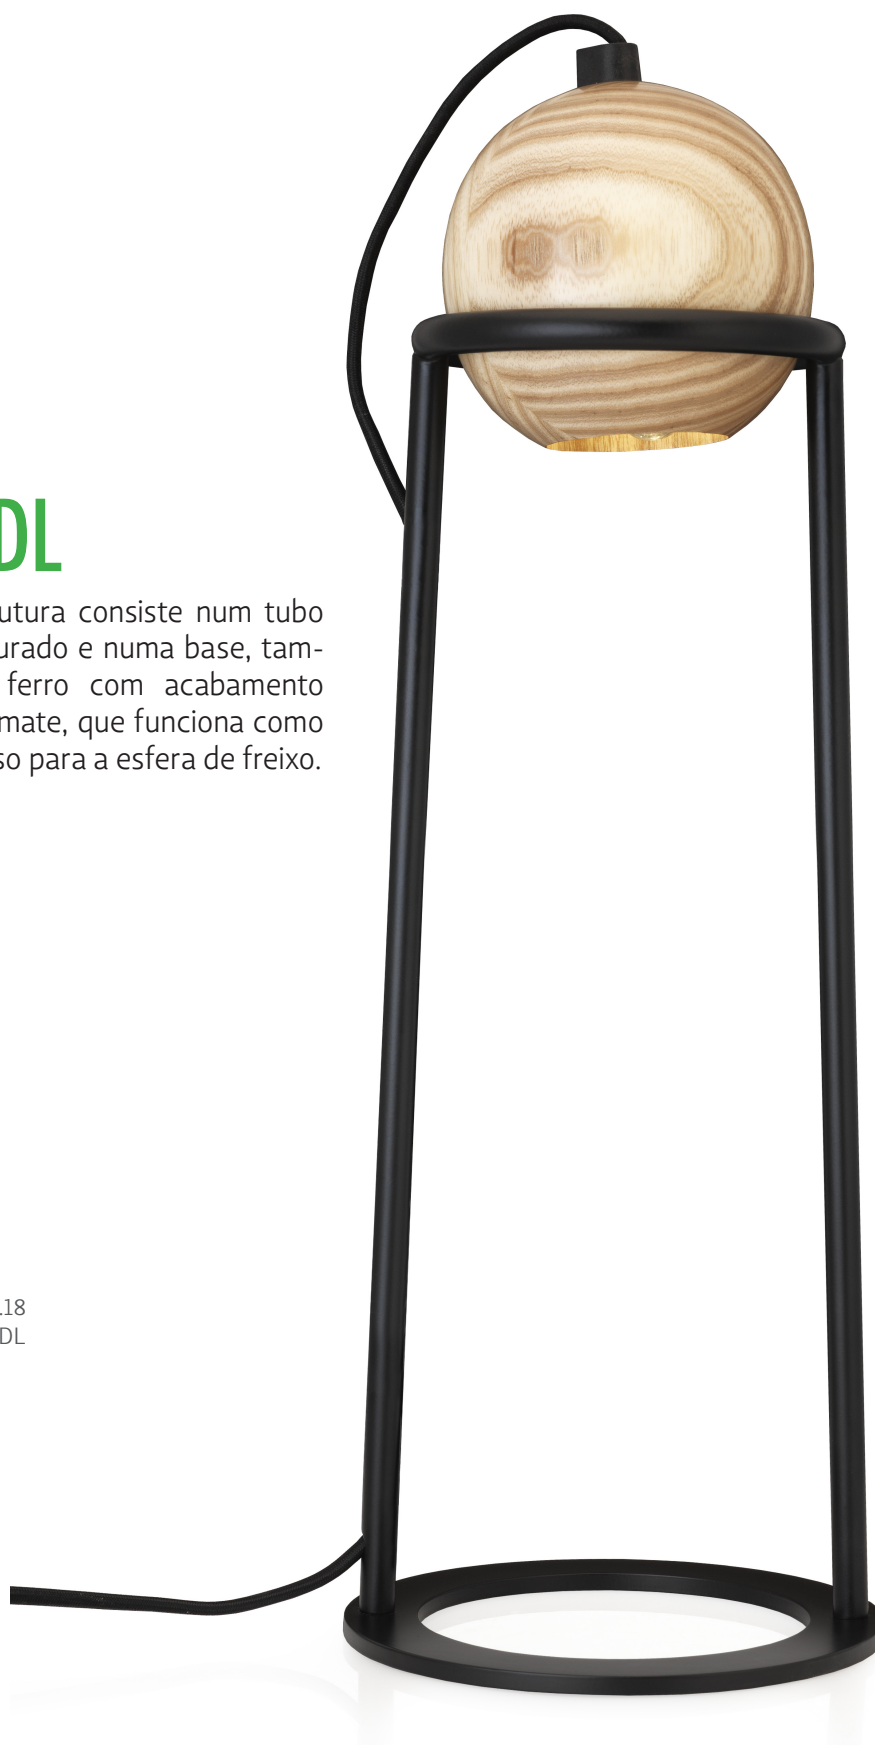 DL
utura consiste num tubo
urado e numa base, tam-
ferro com acabamento
mate, que funciona como
so para a esfera de freixo.
.18
DL